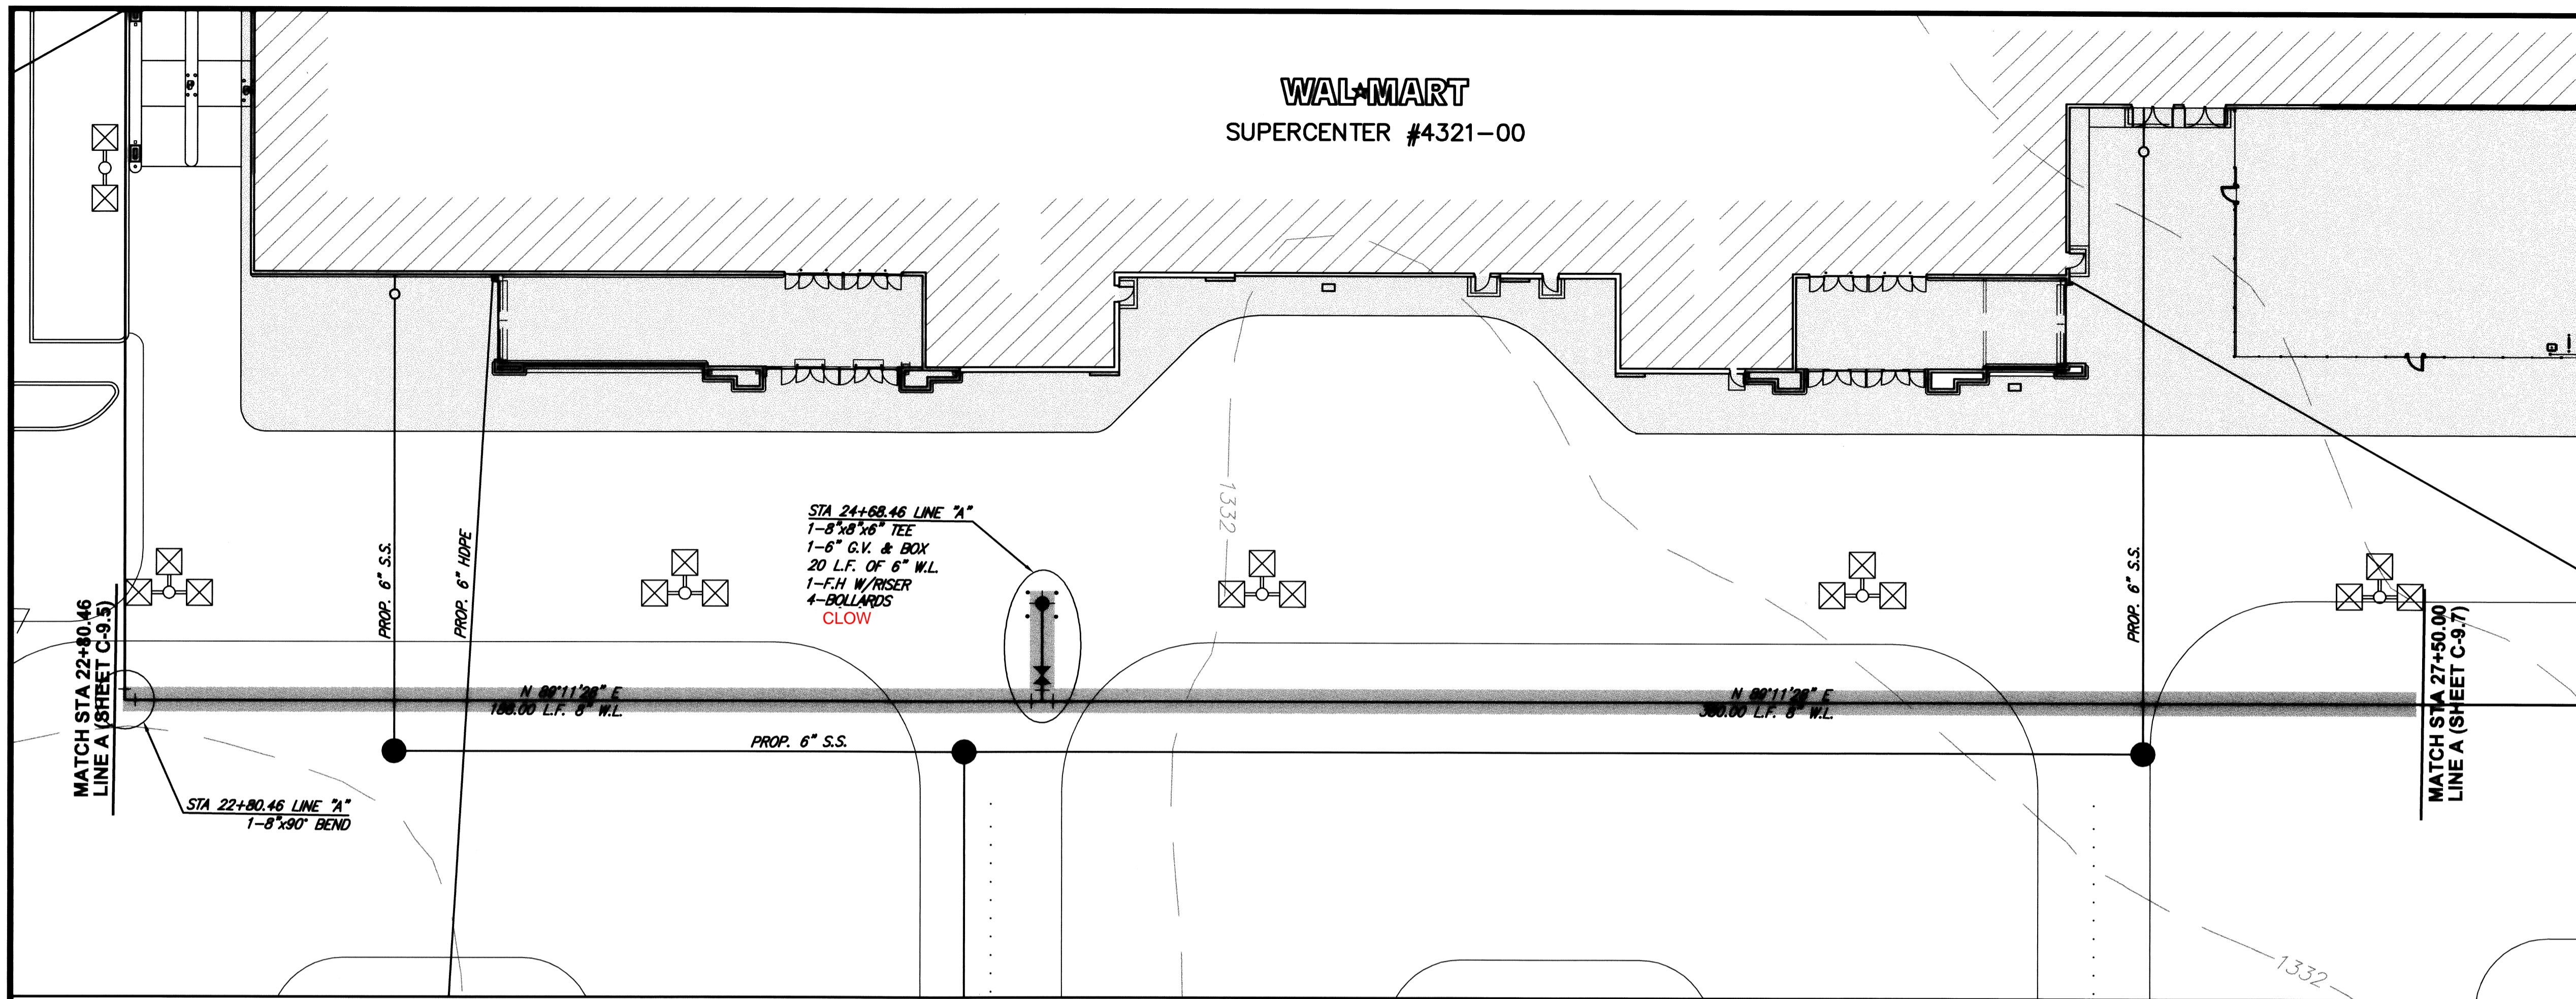 WAL★MART
SUPERCENTER #4321-00
STA 24+68.46 LINE "A"
1-8"x8"x6" TEE
1-6" G.V. & BOX
20 L.F. OF 6" W.L.
1-F.H W/RISER
4-BOLLARDS
CLOW
1332
PROP. 6" S.S.
PROP. 6" HDPE
PROP. 6" S.S.
MATCH STA 22+80.46
LINE A (SHEET C-9.5)
N 89°11'28" E
188.00 L.F. 8" W.L.
N 89°11'28" E
380.00 L.F. 8" W.L.
MATCH STA 27+50.00
LINE A (SHEET C-9.7)
PROP. 6" S.S.
STA 22+80.46 LINE "A"
1-8"x90° BEND
1332